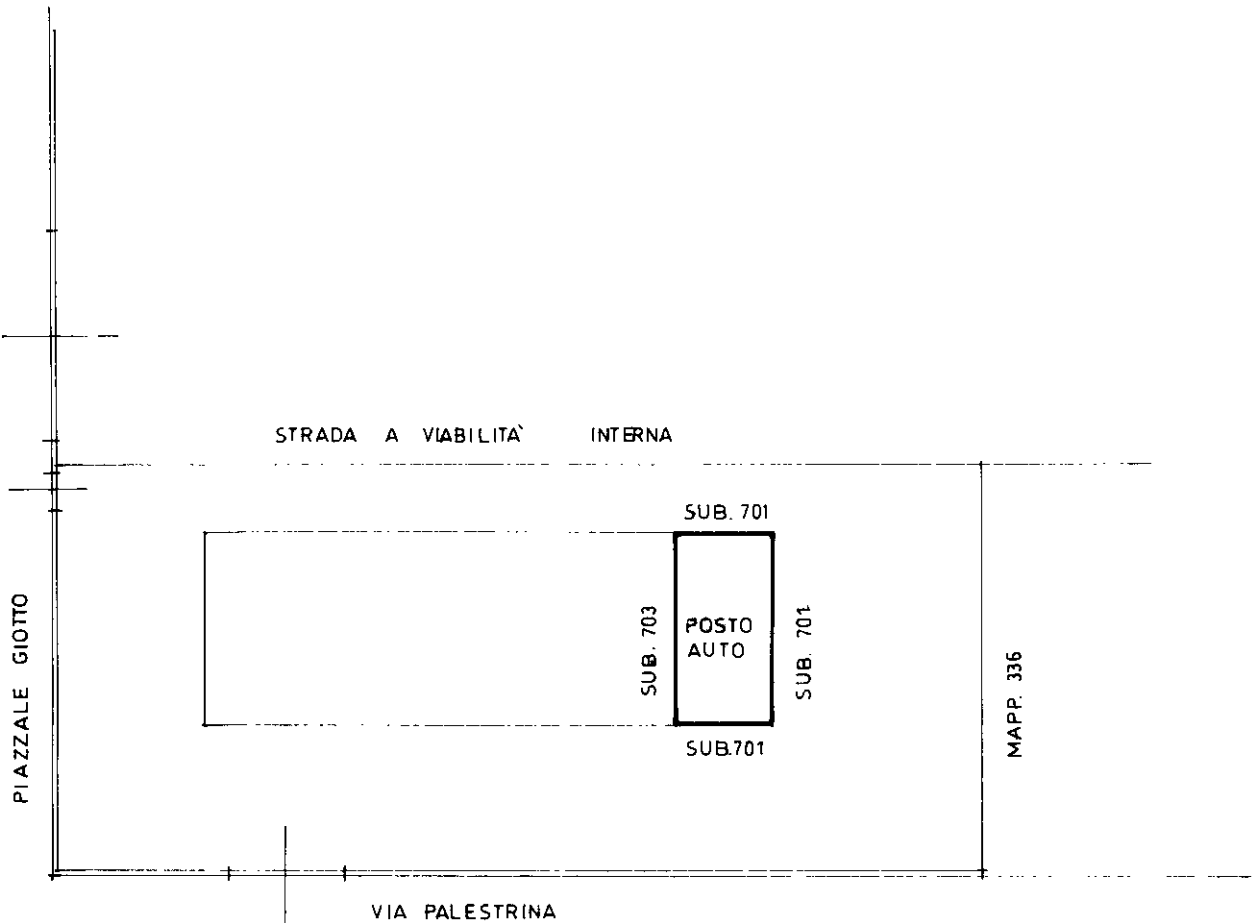 STRADA A VIABILITA` INTERNA
SUB. 701
PIAZZALE GIOTTO
SUB. 703
POSTO
AUTO
SUB. 701
MAPP. 336
SUB.701
VIA PALESTRINA